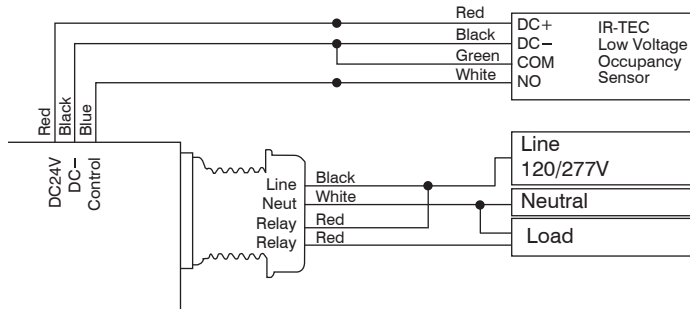 Red
Black
Green
White
DC+
DC−
COM
NO
IR-TEC
Low Voltage
Occupancy
Sensor
Red
Black
Blue
DC24V
DC−
Control
Line
Neut
Relay
Relay
Black
White
Red
Red
Line
120/277V
Neutral
Load